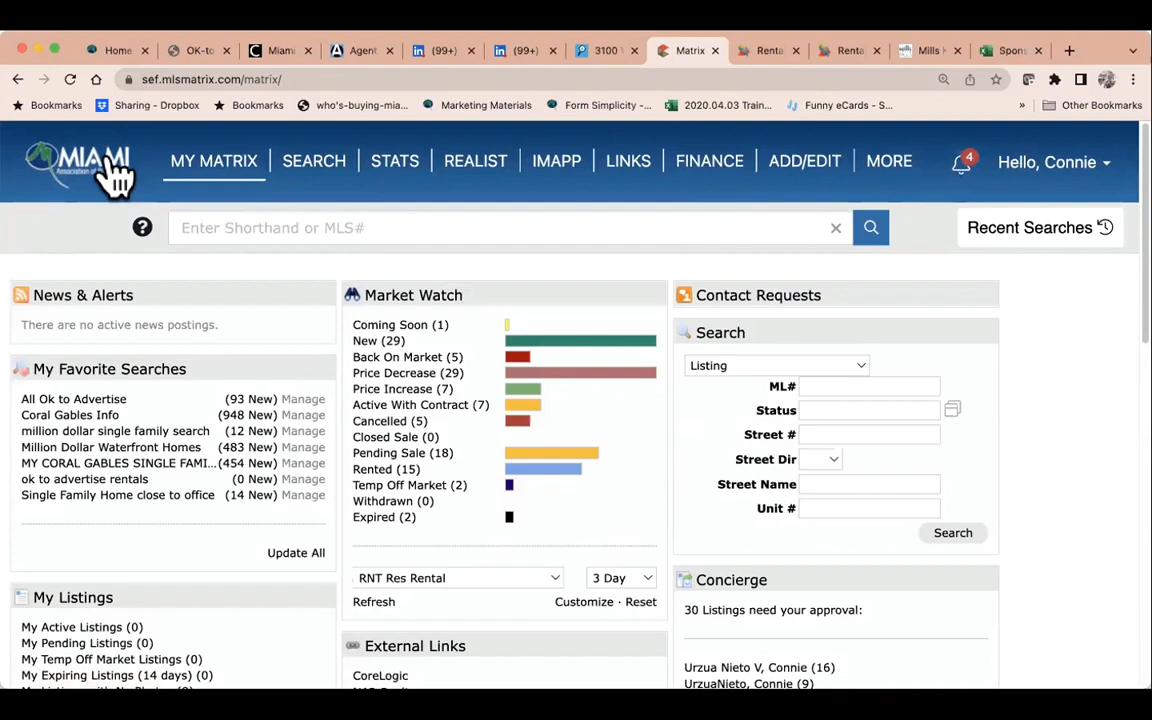 Home
OK-to
Miami
Agent
(99+)
(99+)
3100
Matrix
Renta
Renta
Mills
Spons
sef.mlsmatrix.com/matrix/
Bookmarks
Sharing - Dropbox
Bookmarks
who's-buying-mia...
Marketing Materials
Form Simplicity -...
2020.04.03 Train...
Funny eCards - S...
»
Other Bookmarks
MIAMI
Association of
MY MATRIX
SEARCH
STATS
REALIST
IMAPP
LINKS
FINANCE
ADD/EDIT
MORE
4
Hello, Connie
Enter Shorthand or MLS#
Recent Searches
News & Alerts
There are no active news postings.
My Favorite Searches
All Ok to Advertise (93 New) Manage
Coral Gables Info (948 New) Manage
million dollar single family search (12 New) Manage
Million Dollar Waterfront Homes (483 New) Manage
MY CORAL GABLES SINGLE FAMI... (454 New) Manage
ok to advertise rentals (0 New) Manage
Single Family Home close to office (14 New) Manage
Update All
My Listings
My Active Listings (0)
My Pending Listings (0)
My Temp Off Market Listings (0)
My Expiring Listings (14 days) (0)
Market Watch
Coming Soon (1)
New (29)
Back On Market (5)
Price Decrease (29)
Price Increase (7)
Active With Contract (7)
Cancelled (5)
Closed Sale (0)
Pending Sale (18)
Rented (15)
Temp Off Market (2)
Withdrawn (0)
Expired (2)
RNT Res Rental
3 Day
Refresh
Customize · Reset
External Links
CoreLogic
Contact Requests
Search
Listing
ML#
Status
Street #
Street Dir
Street Name
Unit #
Search
Concierge
30 Listings need your approval:
Urzua Nieto V, Connie (16)
UrzuaNieto, Connie (9)